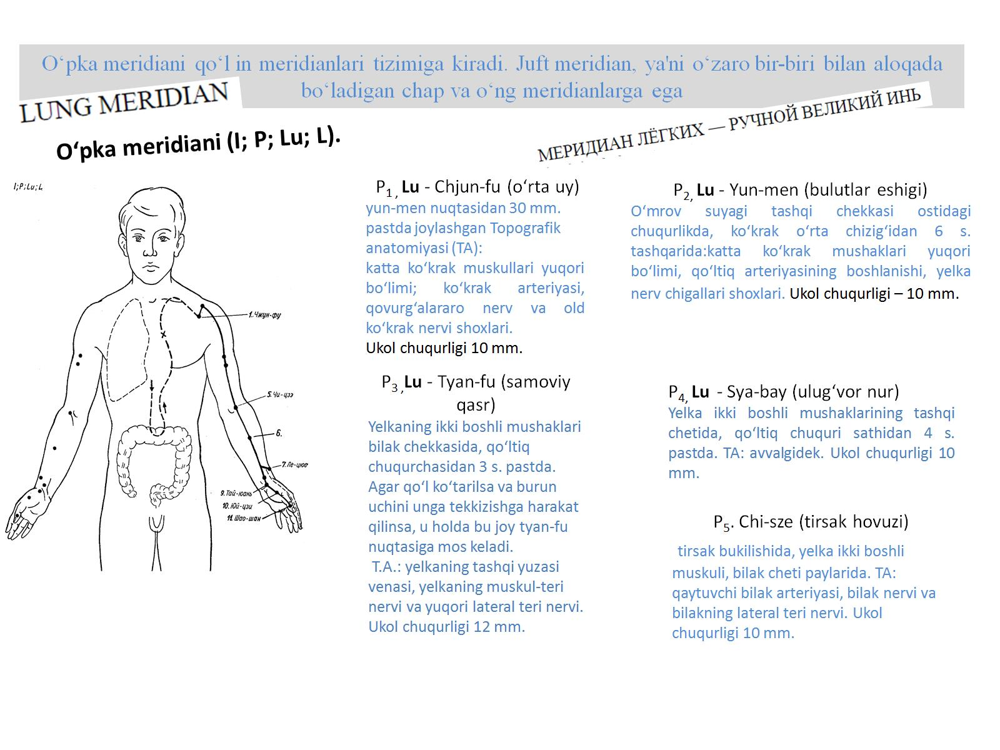 O‘pka meridiani qo‘l in meridianlari tizimiga kiradi. Juft meridian, ya'ni o‘zaro bir-biri bilan aloqada
bo‘ladigan chap va o‘ng meridianlarga ega
LUNG MERIDIAN
МЕРИДИАН ЛЁГКИХ — РУЧНОЙ ВЕЛИКИЙ ИНЬ
O‘pka meridiani (I; P; Lu; L).
I;P;Lu;L
1. Чжун-фу
5. Чи-цзэ
6.
7. Ле-цюе
9. Тай-юань
10. Юй-цзи
11. Шао-шан
P1, Lu - Chjun-fu (o‘rta uy)
yun-men nuqtasidan 30 mm.
pastda joylashgan Topografik
anatomiyasi (TA):
katta ko‘krak muskullari yuqori
bo‘limi; ko‘krak arteriyasi,
qovurg‘alararo nerv va old
ko‘krak nervi shoxlari.
Ukol chuqurligi 10 mm.
P2, Lu - Yun-men (bulutlar eshigi)
O‘mrov suyagi tashqi chekkasi ostidagi
chuqurlikda, ko‘krak o‘rta chizig‘idan 6 s.
tashqarida:katta ko‘krak mushaklari yuqori
bo‘limi, qo‘ltiq arteriyasining boshlanishi, yelka
nerv chigallari shoxlari. Ukol chuqurligi – 10 mm.
P3, Lu - Tyan-fu (samoviy
qasr)
Yelkaning ikki boshli mushaklari
bilak chekkasida, qo‘ltiq
chuqurchasidan 3 s. pastda.
Agar qo‘l ko‘tarilsa va burun
uchini unga tekkizishga harakat
qilinsa, u holda bu joy tyan-fu
nuqtasiga mos keladi.
T.A.: yelkaning tashqi yuzasi
venasi, yelkaning muskul-teri
nervi va yuqori lateral teri nervi.
Ukol chuqurligi 12 mm.
P4, Lu - Sya-bay (ulug‘vor nur)
Yelka ikki boshli mushaklarining tashqi
chetida, qo‘ltiq chuquri sathidan 4 s.
pastda. TA: avvalgidek. Ukol chuqurligi 10
mm.
P5. Chi-sze (tirsak hovuzi)
tirsak bukilishida, yelka ikki boshli
muskuli, bilak cheti paylarida. TA:
qaytuvchi bilak arteriyasi, bilak nervi va
bilakning lateral teri nervi. Ukol
chuqurligi 10 mm.